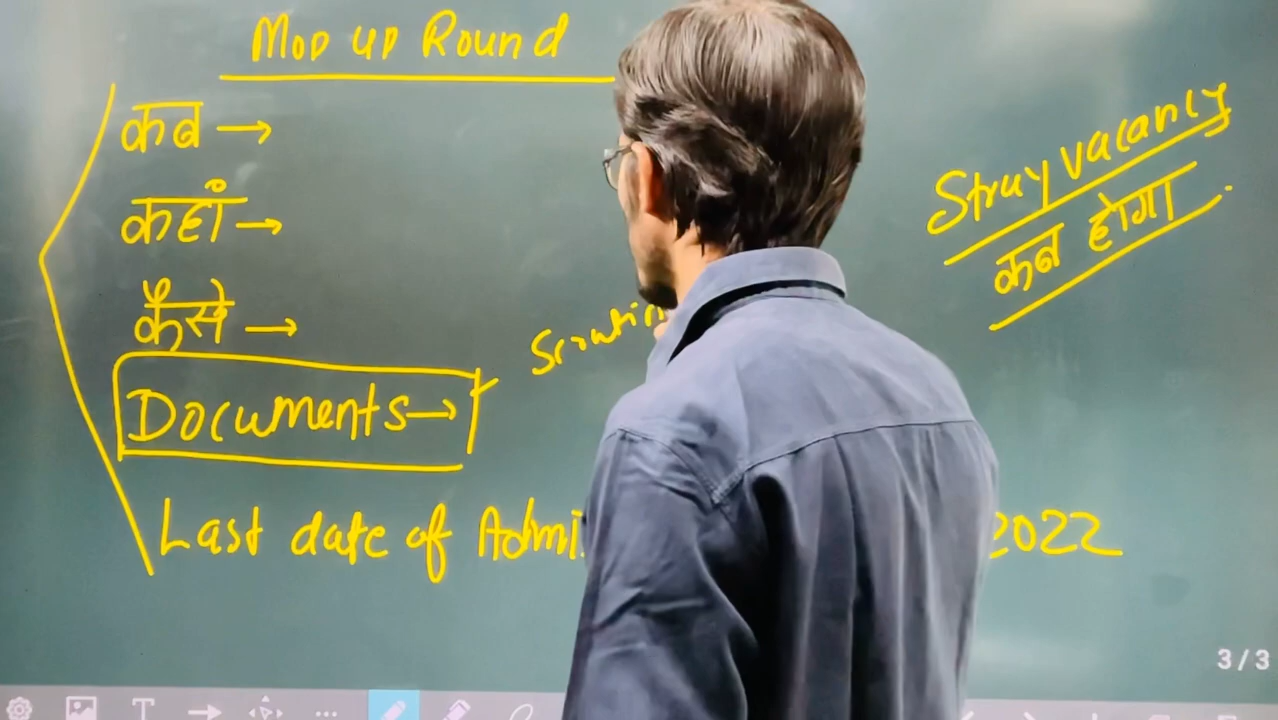 Mop up Round
कब →
कहाँ →
कैसे →
Documents →
Last date of Admi
2022
Stray vacancy
कब होगा
3/3
T